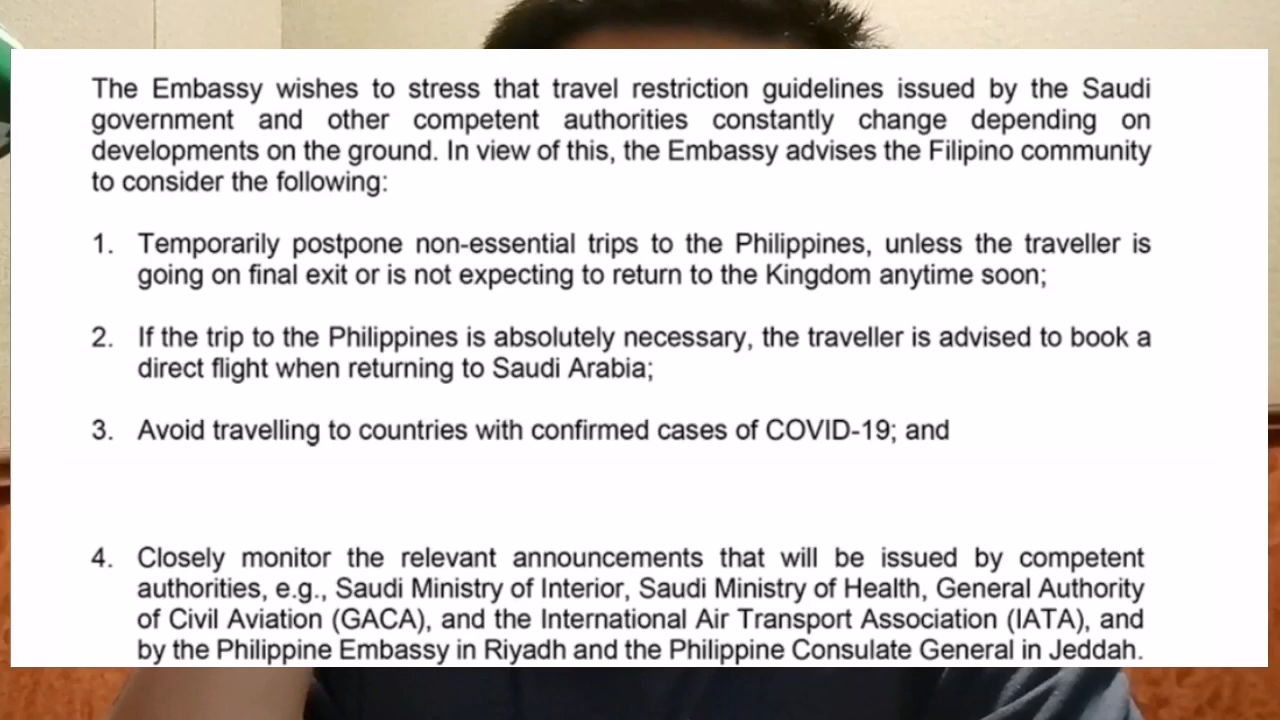 The Embassy wishes to stress that travel restriction guidelines issued by the Saudi
government and other competent authorities constantly change depending on
developments on the ground. In view of this, the Embassy advises the Filipino community
to consider the following:
1. Temporarily postpone non-essential trips to the Philippines, unless the traveller is
going on final exit or is not expecting to return to the Kingdom anytime soon;
2. If the trip to the Philippines is absolutely necessary, the traveller is advised to book a
direct flight when returning to Saudi Arabia;
3. Avoid travelling to countries with confirmed cases of COVID-19; and
4. Closely monitor the relevant announcements that will be issued by competent
authorities, e.g., Saudi Ministry of Interior, Saudi Ministry of Health, General Authority
of Civil Aviation (GACA), and the International Air Transport Association (IATA), and
by the Philippine Embassy in Riyadh and the Philippine Consulate General in Jeddah.